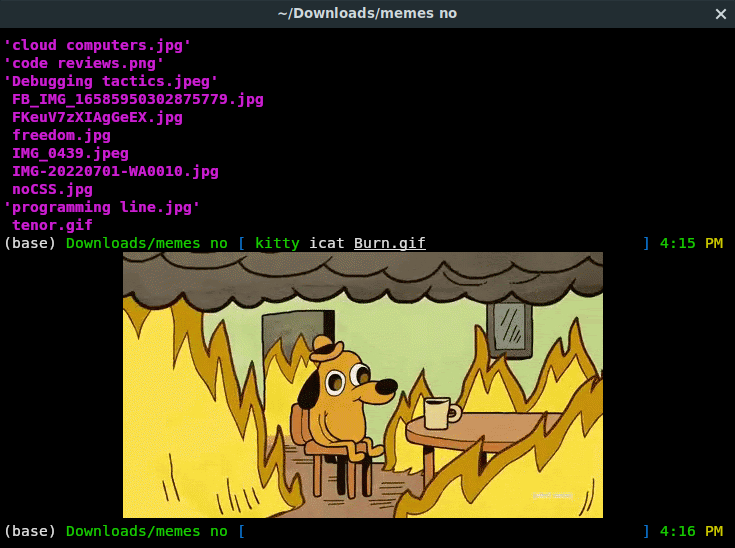 ~/Downloads/memes no
'cloud computers.jpg'
'code reviews.png'
'Debugging tactics.jpeg'
FB_IMG_16585950302875779.jpg
FKeuV7zXIAgGeEX.jpg
freedom.jpg
IMG_0439.jpeg
IMG-20220701-WA0010.jpg
noCSS.jpg
'programming line.jpg'
tenor.gif
(base) Downloads/memes no [ kitty icat Burn.gif ] 4:15 PM
(base) Downloads/memes no [ ] 4:16 PM